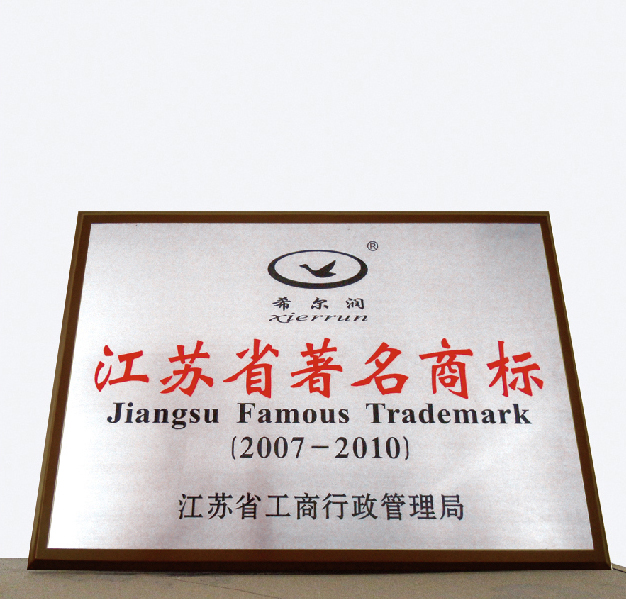 ®
希尔润
xjerrun
江苏省著名商标
Jiangsu Famous Trademark
(2007-2010)
江苏省工商行政管理局